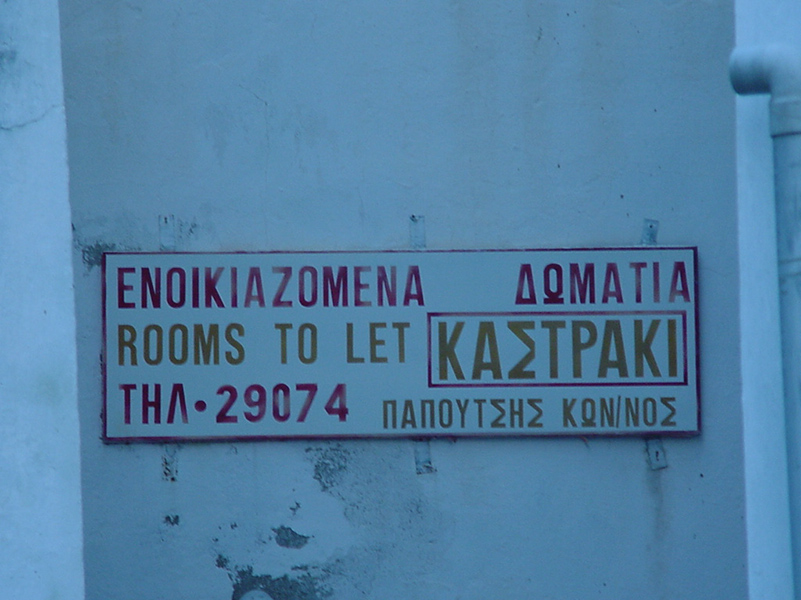 ΕΝΟΙΚΙΑΖΟΜΕΝΑ ΔΩΜΑΤΙΑ
ROOMS TO LET ΚΑΣΤΡΑΚΙ
ΤΗΛ•29074 ΠΑΠΟΥΤΣΗΣ ΚΩΝ/ΝΟΣ